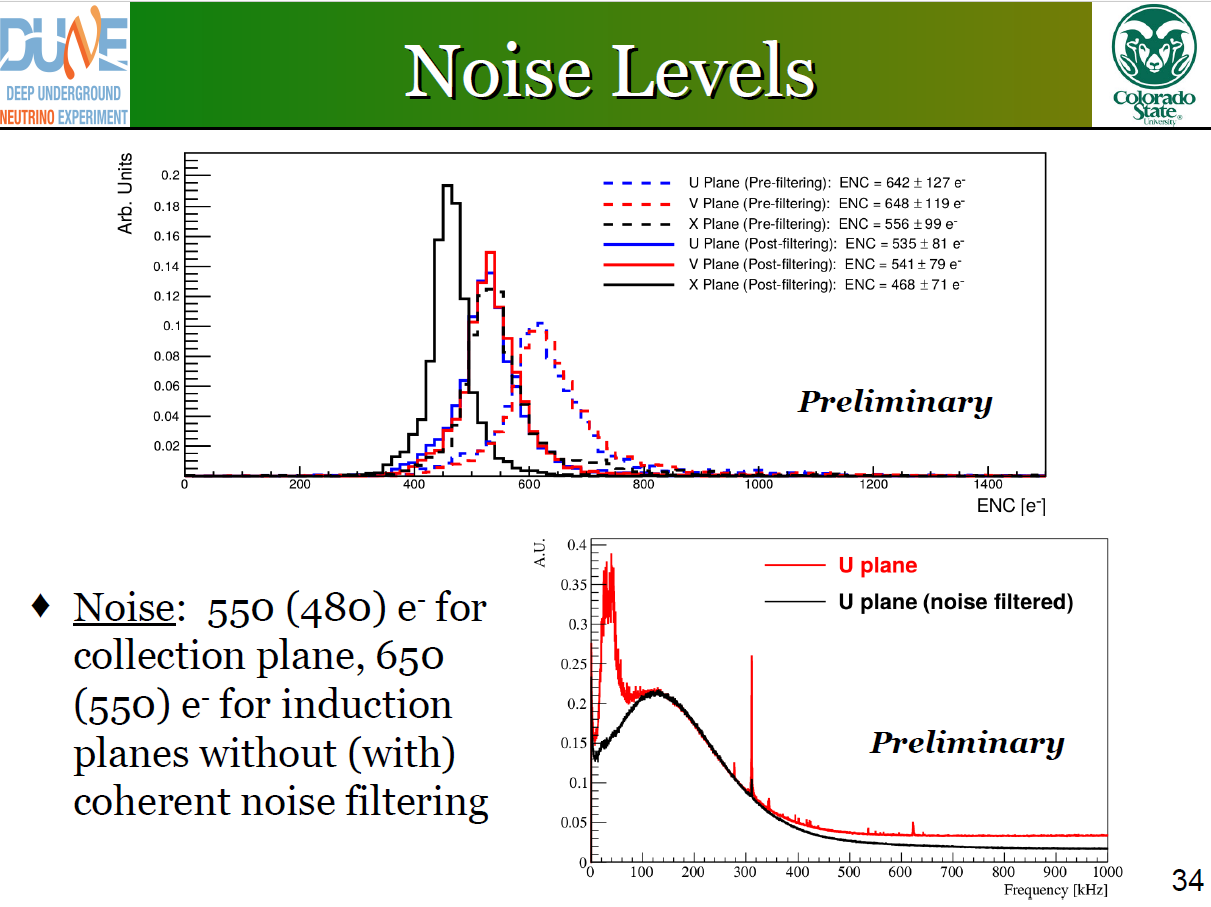 DUNE
DEEP UNDERGROUND
NEUTRINO EXPERIMENT
Noise Levels
Colorado
State
University
Arb. Units
0.2
0.18
0.16
0.14
0.12
0.1
0.08
0.06
0.04
0.02
U Plane (Pre-filtering): ENC = 642 ± 127 e-
V Plane (Pre-filtering): ENC = 648 ± 119 e-
X Plane (Pre-filtering): ENC = 556 ± 99 e-
U Plane (Post-filtering): ENC = 535 ± 81 e-
V Plane (Post-filtering): ENC = 541 ± 79 e-
X Plane (Post-filtering): ENC = 468 ± 71 e-
Preliminary
0 200 400 600 800 1000 1200 1400
ENC [e-]
♦ Noise: 550 (480) e- for
collection plane, 650
(550) e- for induction
planes without (with)
coherent noise filtering
A.U.
0.4
0.35
0.3
0.25
0.2
0.15
0.1
0.05
0
U plane
U plane (noise filtered)
Preliminary
0 100 200 300 400 500 600 700 800 900 1000
Frequency [kHz]
34